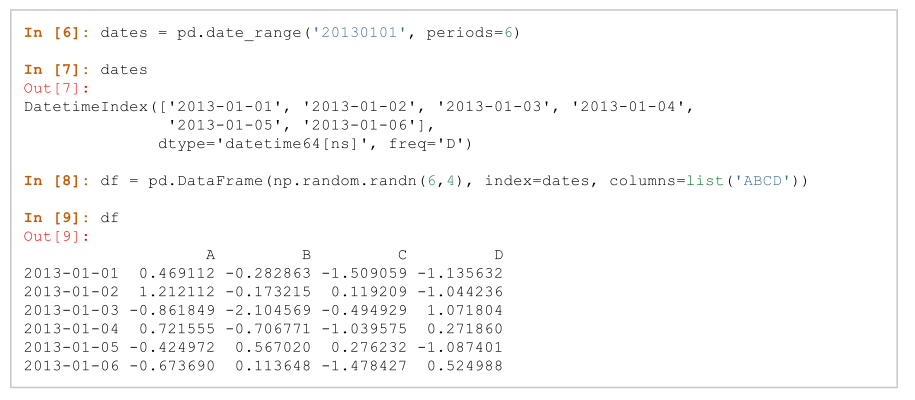 In [6]: dates = pd.date_range('20130101', periods=6)
In [7]: dates
Out[7]:
DatetimeIndex(['2013-01-01', '2013-01-02', '2013-01-03', '2013-01-04',
               '2013-01-05', '2013-01-06'],
              dtype='datetime64[ns]', freq='D')
In [8]: df = pd.DataFrame(np.random.randn(6,4), index=dates, columns=list('ABCD'))
In [9]: df
Out[9]:
                   A         B         C         D
2013-01-01  0.469112 -0.282863 -1.509059 -1.135632
2013-01-02  1.212112 -0.173215  0.119209 -1.044236
2013-01-03 -0.861849 -2.104569 -0.494929  1.071804
2013-01-04  0.721555 -0.706771 -1.039575  0.271860
2013-01-05 -0.424972  0.567020  0.276232 -1.087401
2013-01-06 -0.673690  0.113648 -1.478427  0.524988